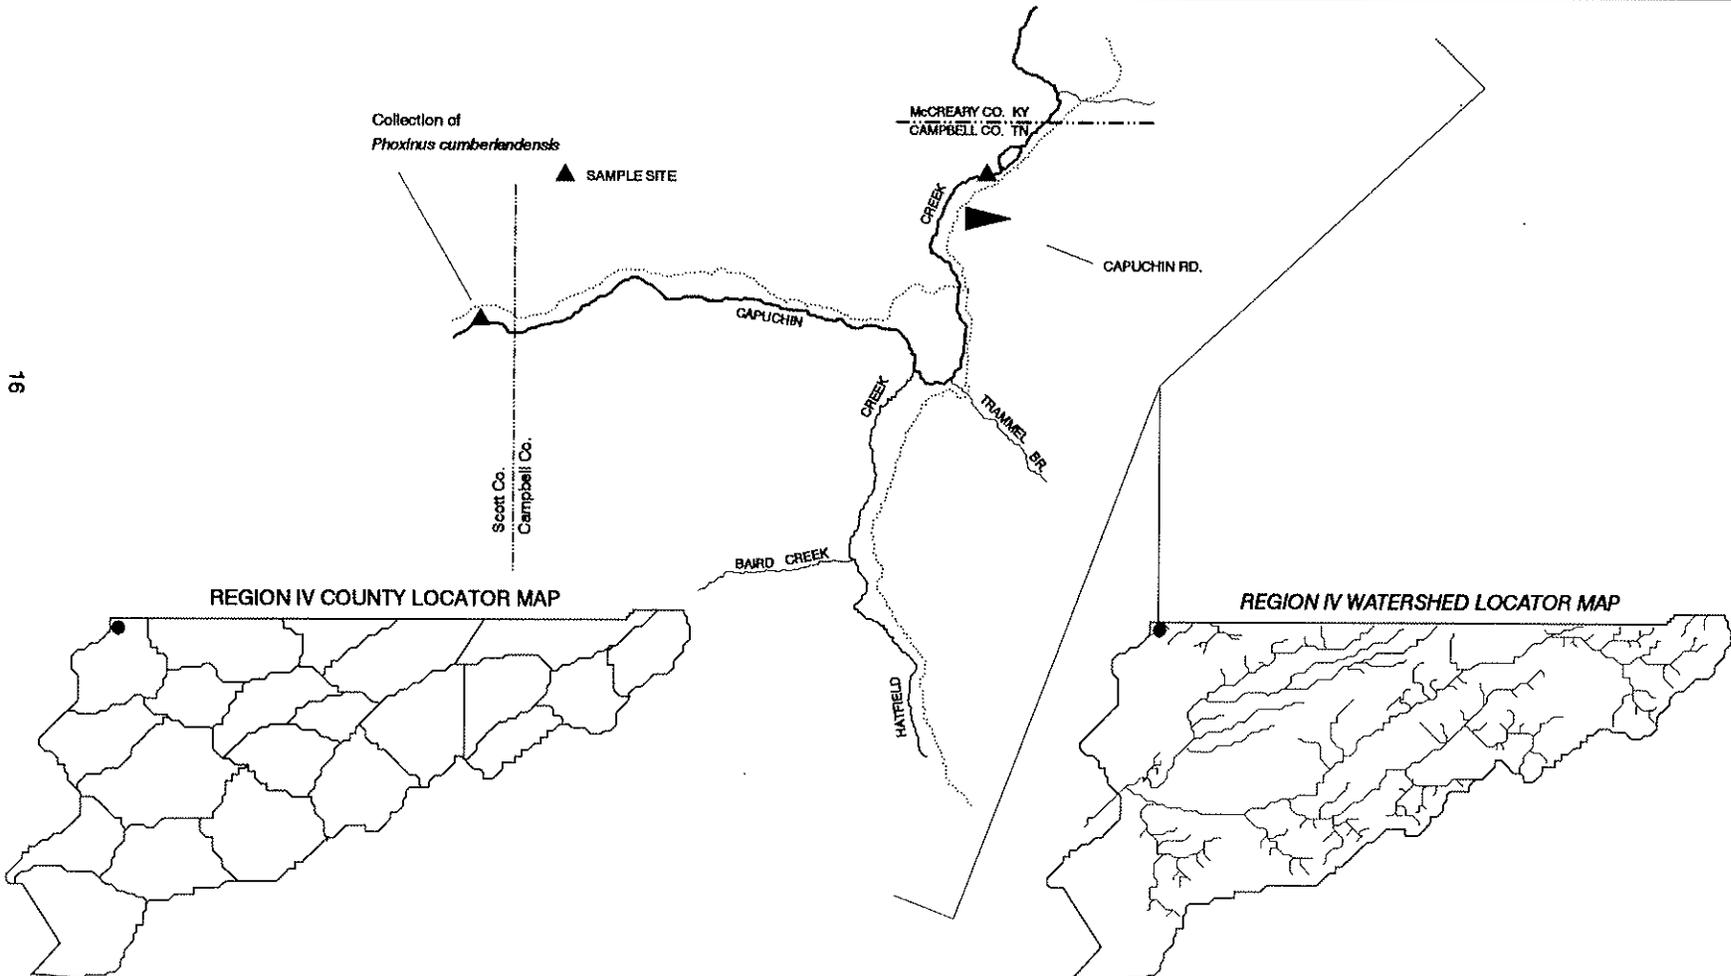 Collection of
Phoxinus cumberlandensis
SAMPLE SITE
McCREARY CO. KY
CAMPBELL CO. TN
CREEK
CAPUCHIN RD.
CAPUCHIN
CREEK
TRAMMEL BR.
16
Scott Co.
Campbell Co.
BAIRD CREEK
HATFIELD
REGION IV COUNTY LOCATOR MAP
REGION IV WATERSHED LOCATOR MAP